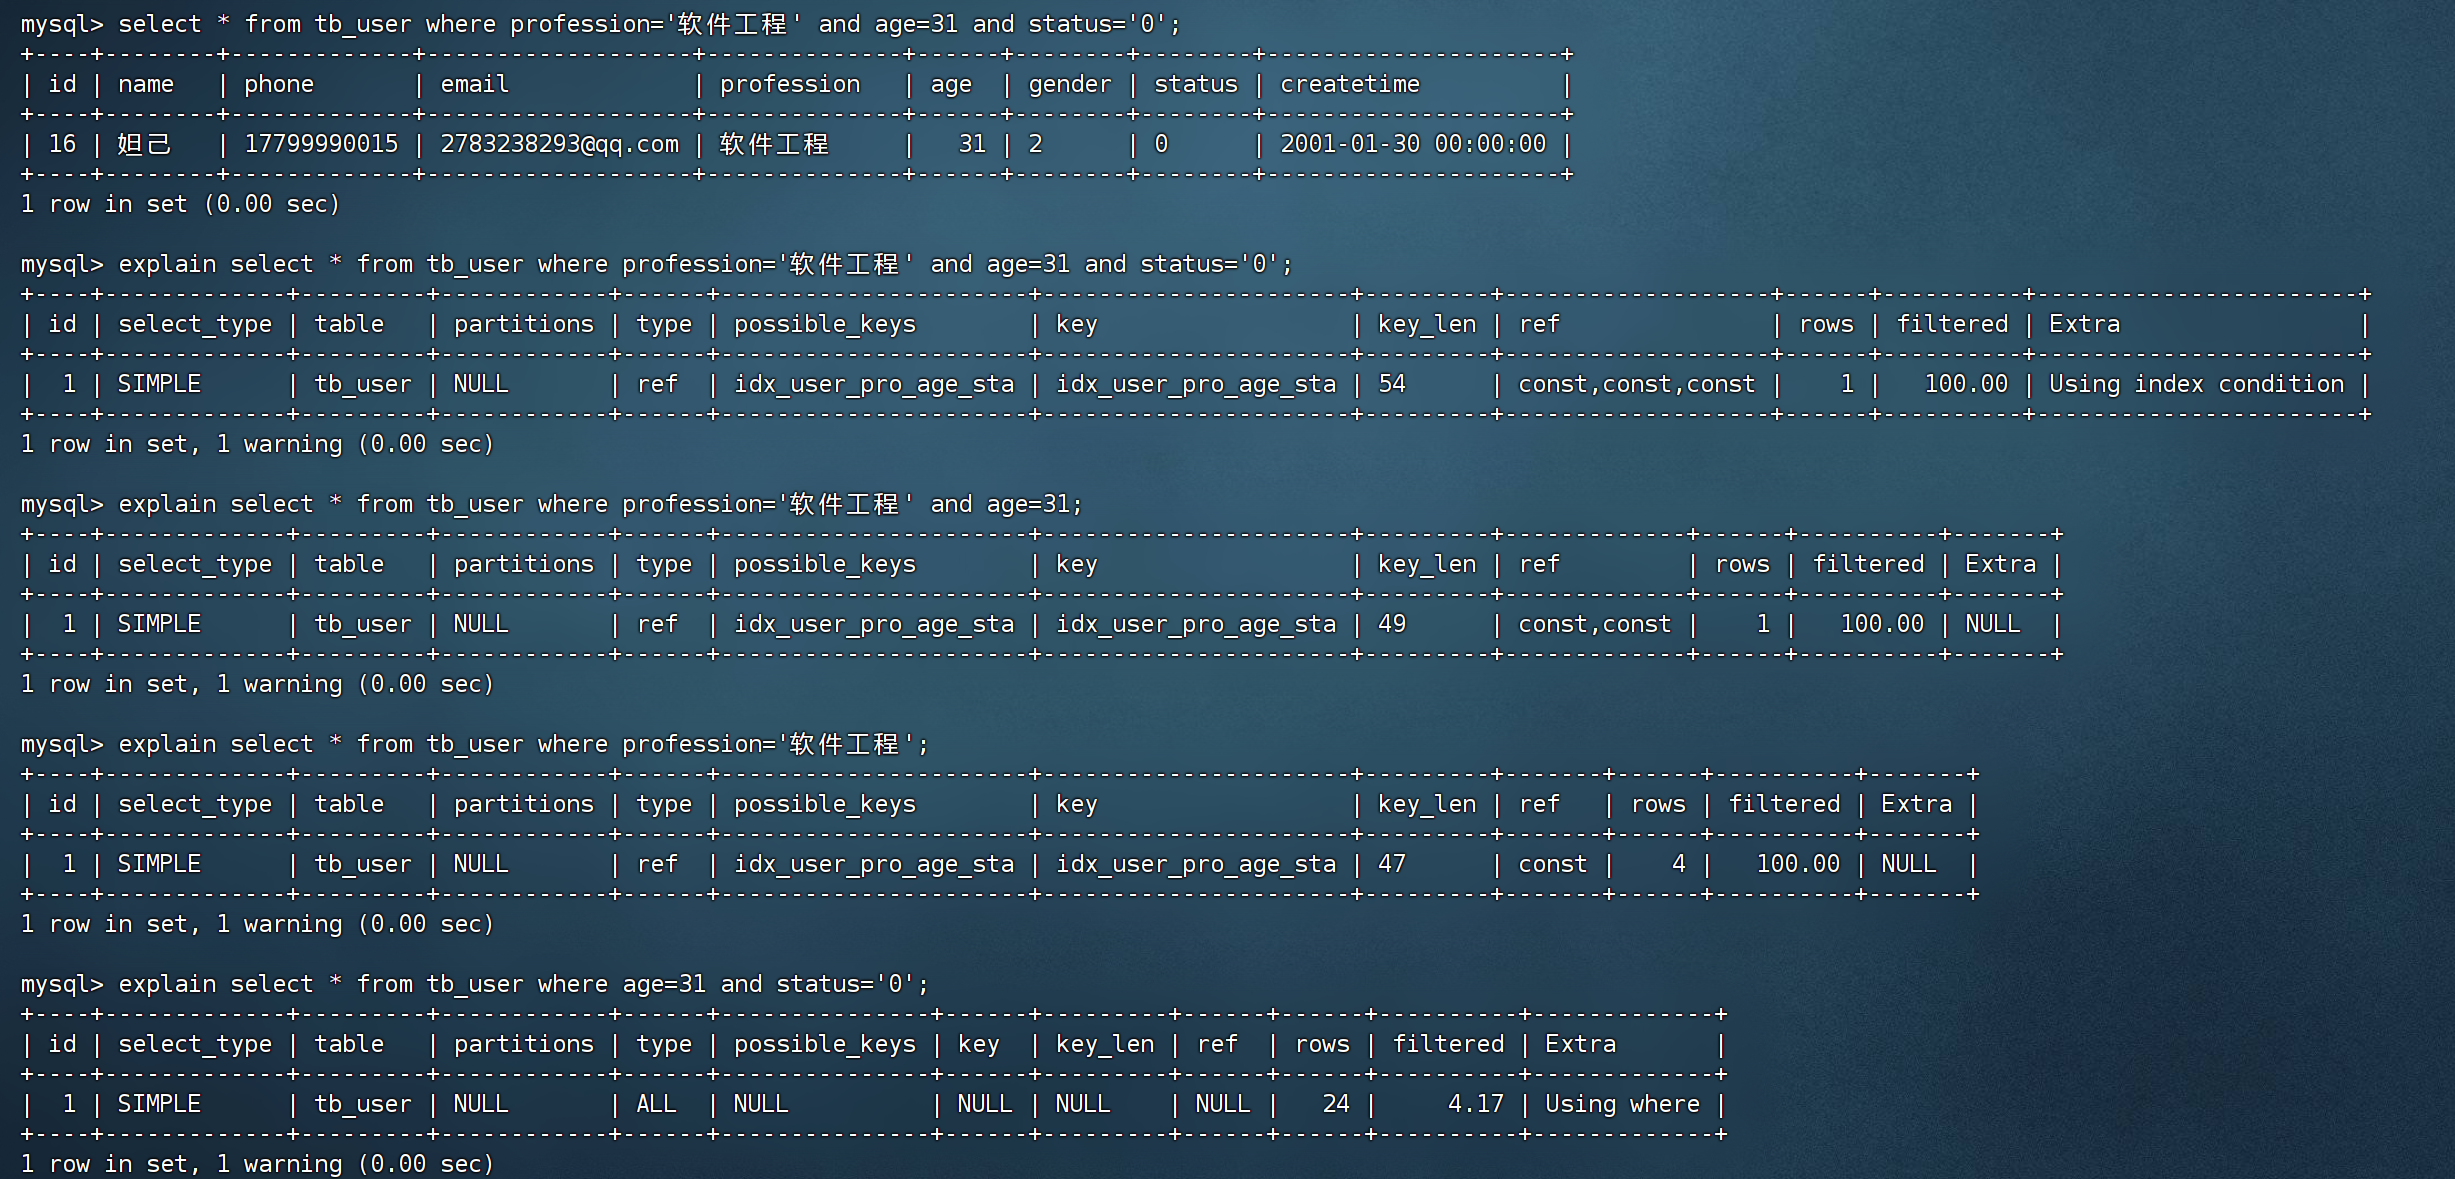 mysql> select * from tb_user where profession='软件工程' and age=31 and status='0';
+----+--------+-------------+-------------------+--------------+------+--------+--------+---------------------+
| id | name   | phone       | email             | profession   | age  | gender | status | createtime          |
+----+--------+-------------+-------------------+--------------+------+--------+--------+---------------------+
| 16 | 妲己   | 17799990015 | 2783238293@qq.com | 软件工程     |   31 | 2      | 0      | 2001-01-30 00:00:00 |
+----+--------+-------------+-------------------+--------------+------+--------+--------+---------------------+
1 row in set (0.00 sec)

mysql> explain select * from tb_user where profession='软件工程' and age=31 and status='0';
+----+-------------+---------+------------+------+----------------------+----------------------+---------+-------------------+------+----------+-----------------------+
| id | select_type | table   | partitions | type | possible_keys        | key                  | key_len | ref               | rows | filtered | Extra                 |
+----+-------------+---------+------------+------+----------------------+----------------------+---------+-------------------+------+----------+-----------------------+
|  1 | SIMPLE      | tb_user | NULL       | ref  | idx_user_pro_age_sta | idx_user_pro_age_sta | 54      | const,const,const |    1 |   100.00 | Using index condition |
+----+-------------+---------+------------+------+----------------------+----------------------+---------+-------------------+------+----------+-----------------------+
1 row in set, 1 warning (0.00 sec)

mysql> explain select * from tb_user where profession='软件工程' and age=31;
+----+-------------+---------+------------+------+----------------------+----------------------+---------+-------------+------+----------+-------+
| id | select_type | table   | partitions | type | possible_keys        | key                  | key_len | ref         | rows | filtered | Extra |
+----+-------------+---------+------------+------+----------------------+----------------------+---------+-------------+------+----------+-------+
|  1 | SIMPLE      | tb_user | NULL       | ref  | idx_user_pro_age_sta | idx_user_pro_age_sta | 49      | const,const |    1 |   100.00 | NULL  |
+----+-------------+---------+------------+------+----------------------+----------------------+---------+-------------+------+----------+-------+
1 row in set, 1 warning (0.00 sec)

mysql> explain select * from tb_user where profession='软件工程';
+----+-------------+---------+------------+------+----------------------+----------------------+---------+-------+------+----------+-------+
| id | select_type | table   | partitions | type | possible_keys        | key                  | key_len | ref   | rows | filtered | Extra |
+----+-------------+---------+------------+------+----------------------+----------------------+---------+-------+------+----------+-------+
|  1 | SIMPLE      | tb_user | NULL       | ref  | idx_user_pro_age_sta | idx_user_pro_age_sta | 47      | const |    4 |   100.00 | NULL  |
+----+-------------+---------+------------+------+----------------------+----------------------+---------+-------+------+----------+-------+
1 row in set, 1 warning (0.00 sec)

mysql> explain select * from tb_user where age=31 and status='0';
+----+-------------+---------+------------+------+---------------+------+---------+------+------+----------+-------------+
| id | select_type | table   | partitions | type | possible_keys | key  | key_len | ref  | rows | filtered | Extra       |
+----+-------------+---------+------------+------+---------------+------+---------+------+------+----------+-------------+
|  1 | SIMPLE      | tb_user | NULL       | ALL  | NULL          | NULL | NULL    | NULL |   24 |     4.17 | Using where |
+----+-------------+---------+------------+------+---------------+------+---------+------+------+----------+-------------+
1 row in set, 1 warning (0.00 sec)